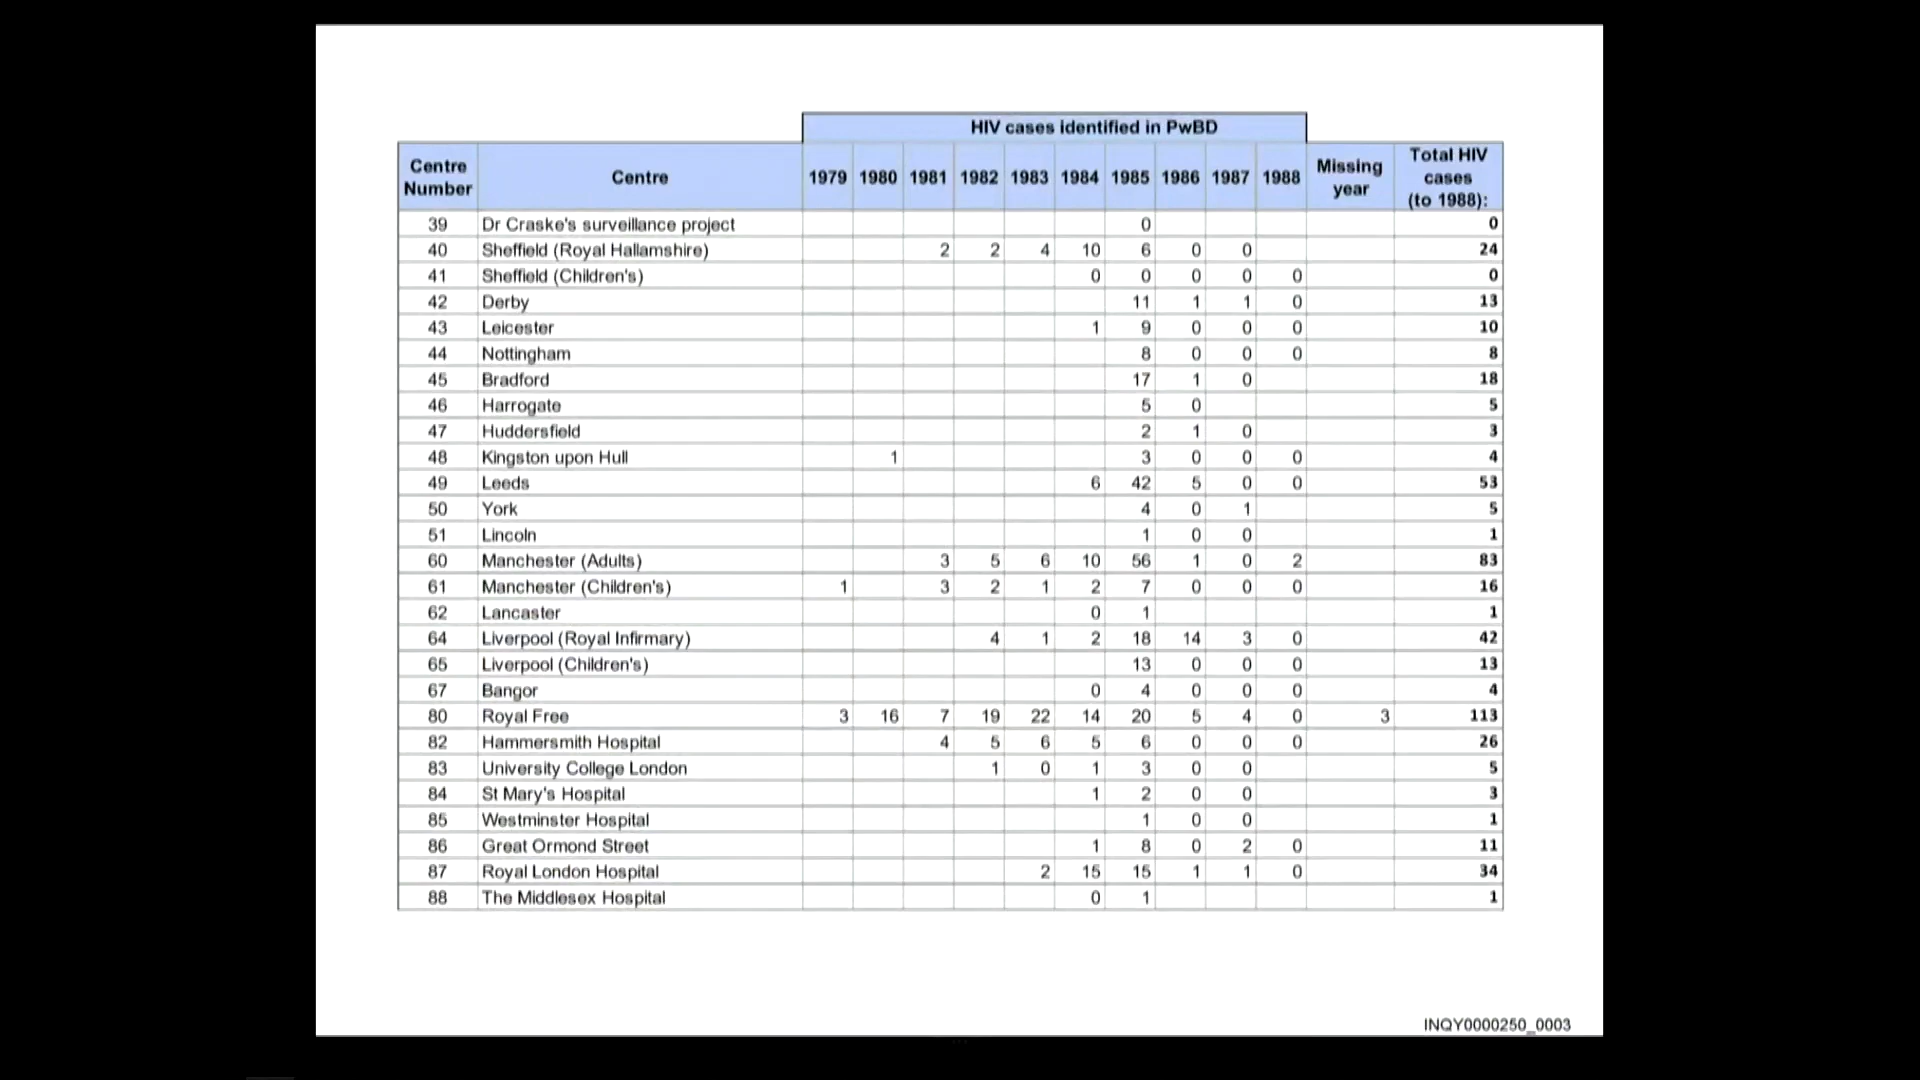 HIV cases identified in PwBD
Centre Number Centre 1979 1980 1981 1982 1983 1984 1985 1986 1987 1988 Missing year Total HIV cases (to 1988):
39 Dr Craske's surveillance project 0 0
40 Sheffield (Royal Hallamshire) 2 2 4 10 6 0 0 24
41 Sheffield (Children's) 0 0 0 0 0 0
42 Derby 11 1 1 0 13
43 Leicester 1 9 0 0 0 10
44 Nottingham 8 0 0 0 8
45 Bradford 17 1 0 18
46 Harrogate 5 0 5
47 Huddersfield 2 1 0 3
48 Kingston upon Hull 1 3 0 0 0 4
49 Leeds 6 42 5 0 0 53
50 York 4 0 1 5
51 Lincoln 1 0 0 1
60 Manchester (Adults) 3 5 6 10 56 1 0 2 83
61 Manchester (Children's) 1 3 2 1 2 7 0 0 0 16
62 Lancaster 0 1 1
64 Liverpool (Royal Infirmary) 4 1 2 18 14 3 0 42
65 Liverpool (Children's) 13 0 0 0 13
67 Bangor 0 4 0 0 0 4
80 Royal Free 3 16 7 19 22 14 20 5 4 0 3 113
82 Hammersmith Hospital 4 5 6 5 6 0 0 0 26
83 University College London 1 0 1 3 0 0 5
84 St Mary's Hospital 1 2 0 0 3
85 Westminster Hospital 1 0 0 1
86 Great Ormond Street 1 8 0 2 0 11
87 Royal London Hospital 2 15 15 1 1 0 34
88 The Middlesex Hospital 0 1 1
INQY0000250_0003